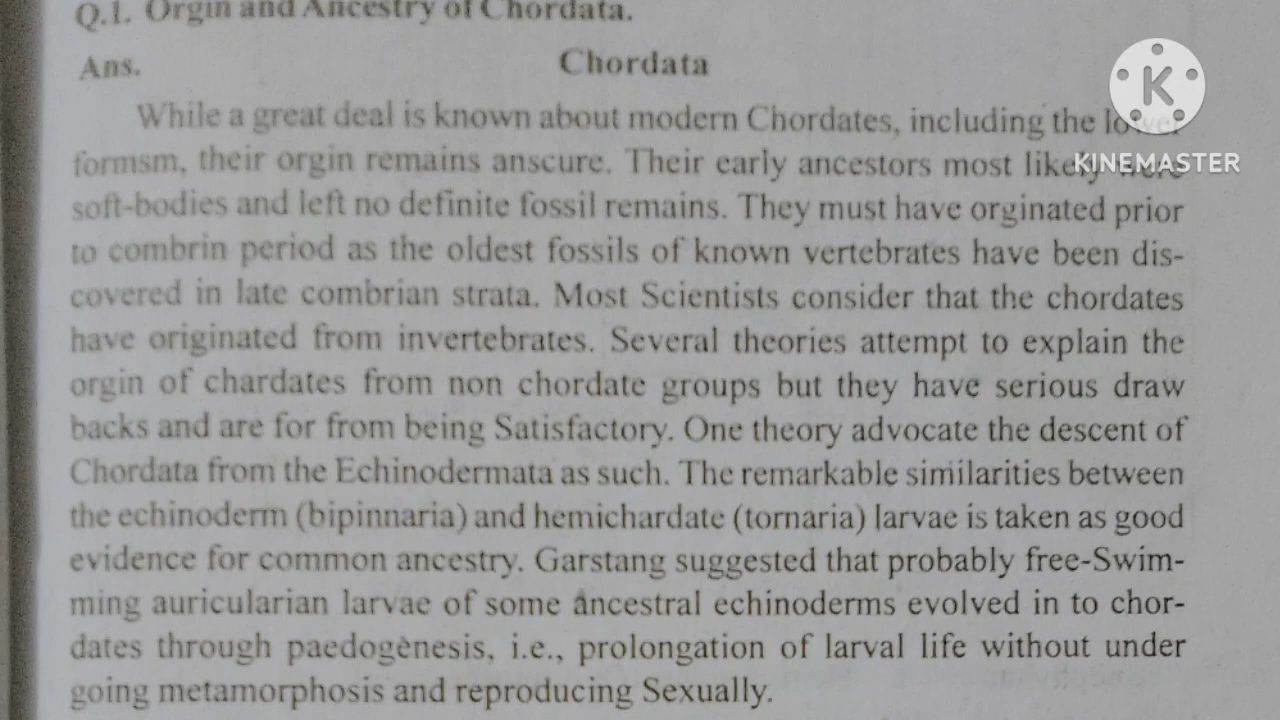 Q.1. Orgin and Ancestry of Chordata.
Ans. Chordata
While a great deal is known about modern Chordates, including the lower
formsm, their orgin remains anscure. Their early ancestors most likely were
soft-bodies and left no definite fossil remains. They must have orginated prior
to combrin period as the oldest fossils of known vertebrates have been dis-
covered in late combrian strata. Most Scientists consider that the chordates
have originated from invertebrates. Several theories attempt to explain the
orgin of chardates from non chordate groups but they have serious draw
backs and are for from being Satisfactory. One theory advocate the descent of
Chordata from the Echinodermata as such. The remarkable similarities between
the echinoderm (bipinnaria) and hemichardate (tornaria) larvae is taken as good
evidence for common ancestry. Garstang suggested that probably free-Swim-
ming auricularian larvae of some ancestral echinoderms evolved in to chor-
dates through paedogènesis, i.e., prolongation of larval life without under
going metamorphosis and reproducing Sexually.
K
KINEMASTER